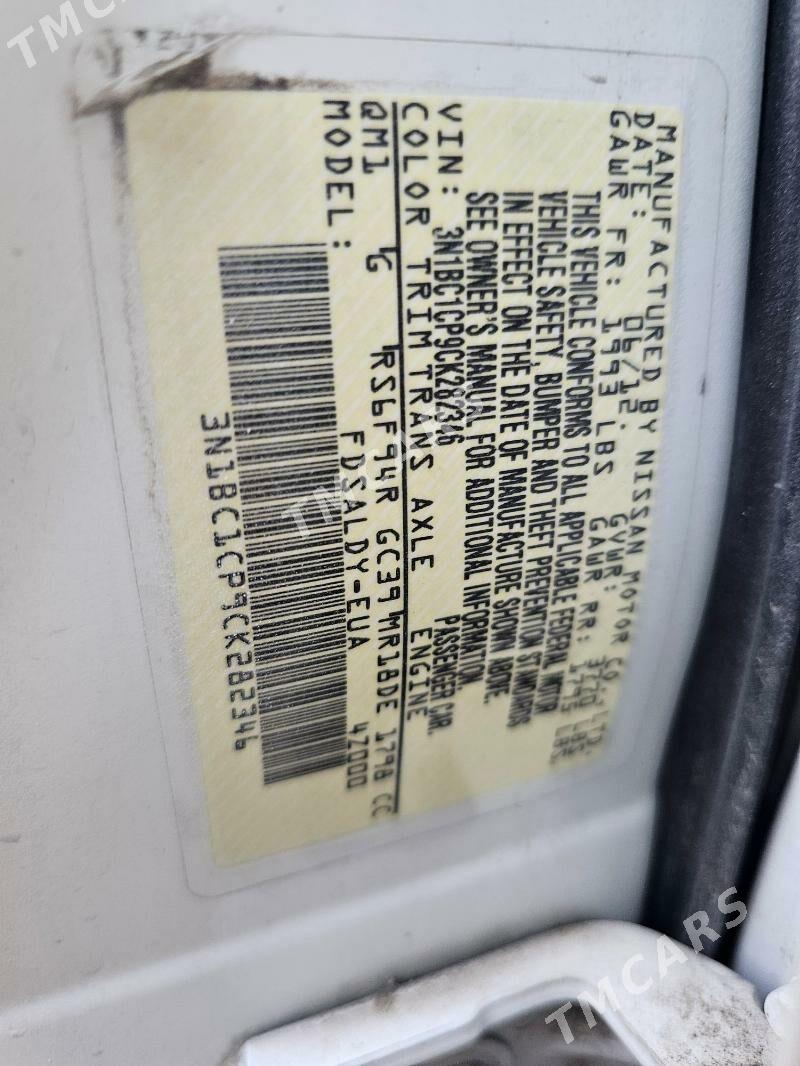 MANUFACTURED BY NISSAN MOTOR CO., LTD.
DATE: 06/12. GVWR: 3770 LBS
GAWR FR: 1993 LBS GAWR RR: 1775 LBS
THIS VEHICLE CONFORMS TO ALL APPLICABLE FEDERAL MOTOR
VEHICLE SAFETY, BUMPER AND THEFT PREVENTION STANDARDS
IN EFFECT ON THE DATE OF MANUFACTURE SHOWN ABOVE.
SEE OWNER'S MANUAL FOR ADDITIONAL INFORMATION.
VIN: 3N1BC1CP9CK282346 PASSENGER CAR.
COLOR TRIM TRANS AXLE ENGINE
QM1 G RS6F94R GC39 MR18DE 1798 CC
MODEL: FDSALDY-EUA 4Z000
3N1BC1CP9CK282346
TMCARS
TMCARS
TMCARS